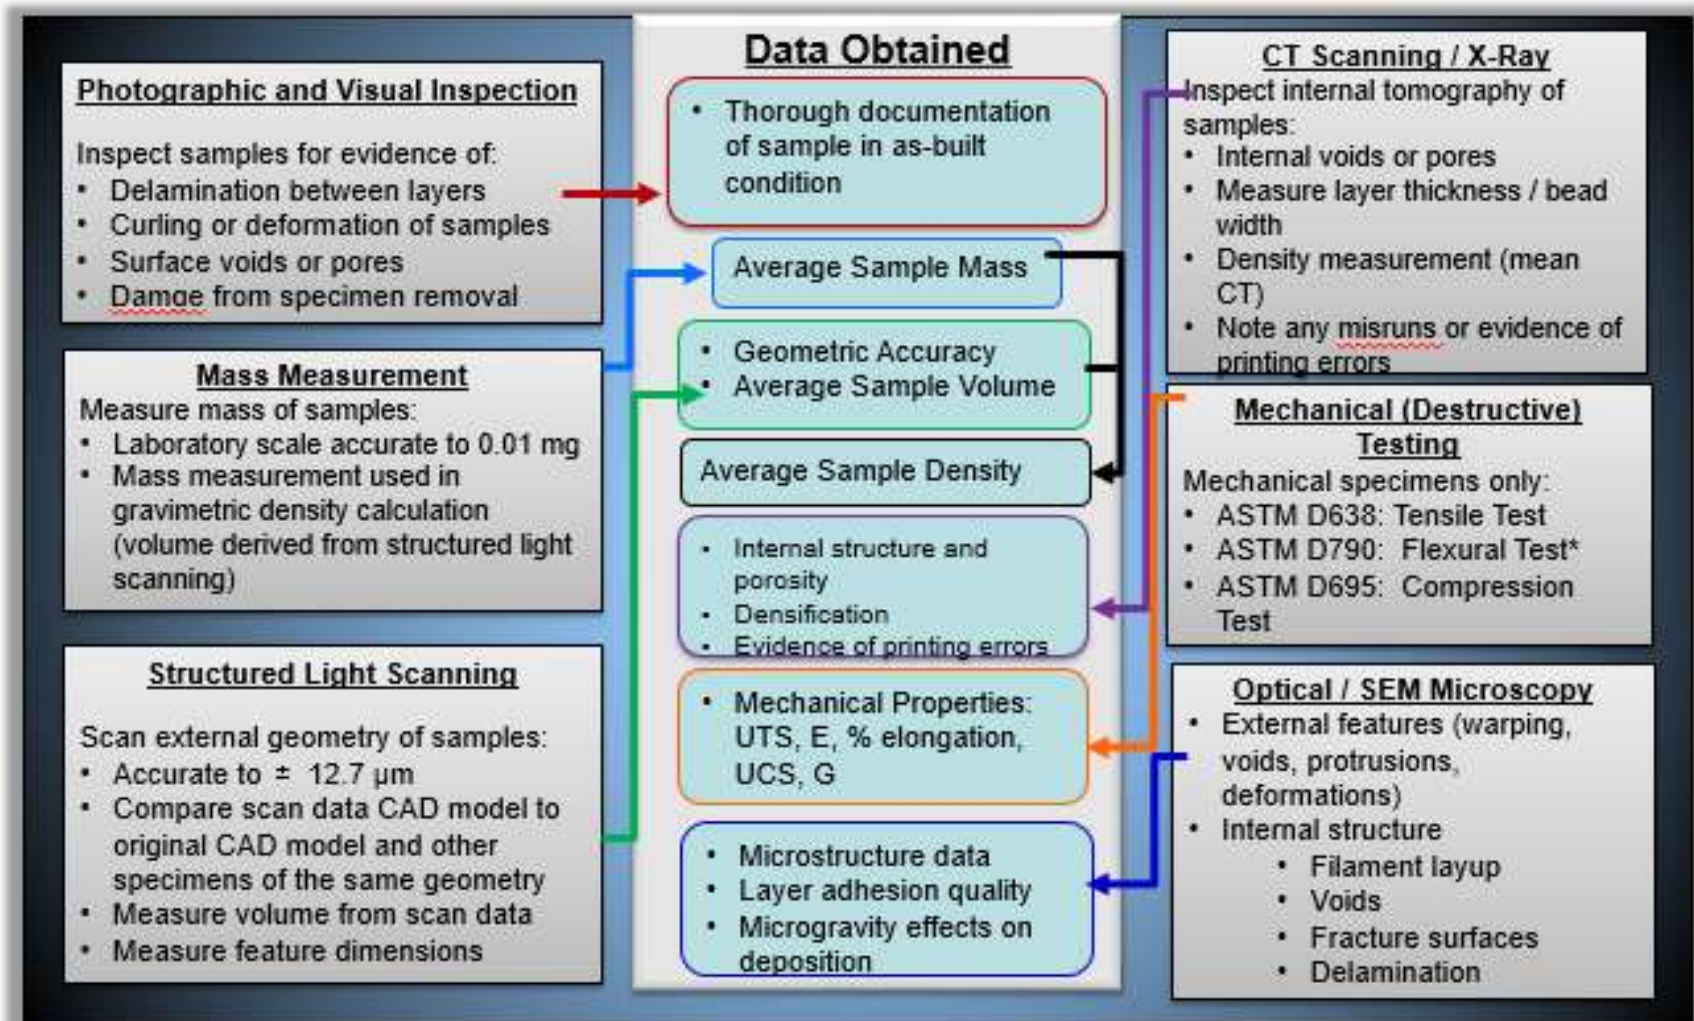 Photographic and Visual Inspection
Inspect samples for evidence of:
• Delamination between layers
• Curling or deformation of samples
• Surface voids or pores
• Damge from specimen removal
Mass Measurement
Measure mass of samples:
• Laboratory scale accurate to 0.01 mg
• Mass measurement used in
gravimetric density calculation
(volume derived from structured light
scanning)
Structured Light Scanning
Scan external geometry of samples:
• Accurate to ± 12.7 µm
• Compare scan data CAD model to
original CAD model and other
specimens of the same geometry
• Measure volume from scan data
• Measure feature dimensions
Data Obtained
• Thorough documentation
of sample in as-built
condition
Average Sample Mass
• Geometric Accuracy
• Average Sample Volume
Average Sample Density
• Internal structure and
porosity
• Densification
• Evidence of printing errors
• Mechanical Properties:
UTS, E, % elongation,
UCS, G
• Microstructure data
• Layer adhesion quality
• Microgravity effects on
deposition
CT Scanning / X-Ray
Inspect internal tomography of
samples:
• Internal voids or pores
• Measure layer thickness / bead
width
• Density measurement (mean
CT)
• Note any misruns or evidence of
printing errors
Mechanical (Destructive)
Testing
Mechanical specimens only:
• ASTM D638: Tensile Test
• ASTM D790: Flexural Test*
• ASTM D695: Compression
Test
Optical / SEM Microscopy
• External features (warping,
voids, protrusions,
deformations)
• Internal structure
• Filament layup
• Voids
• Fracture surfaces
• Delamination